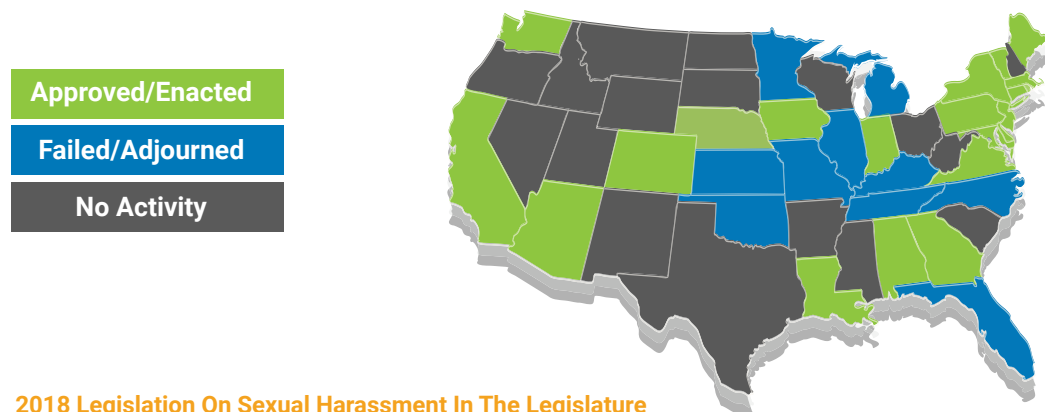 Approved/Enacted
Failed/Adjourned
No Activity
2018 Legislation On Sexual Harassment In The Legislature